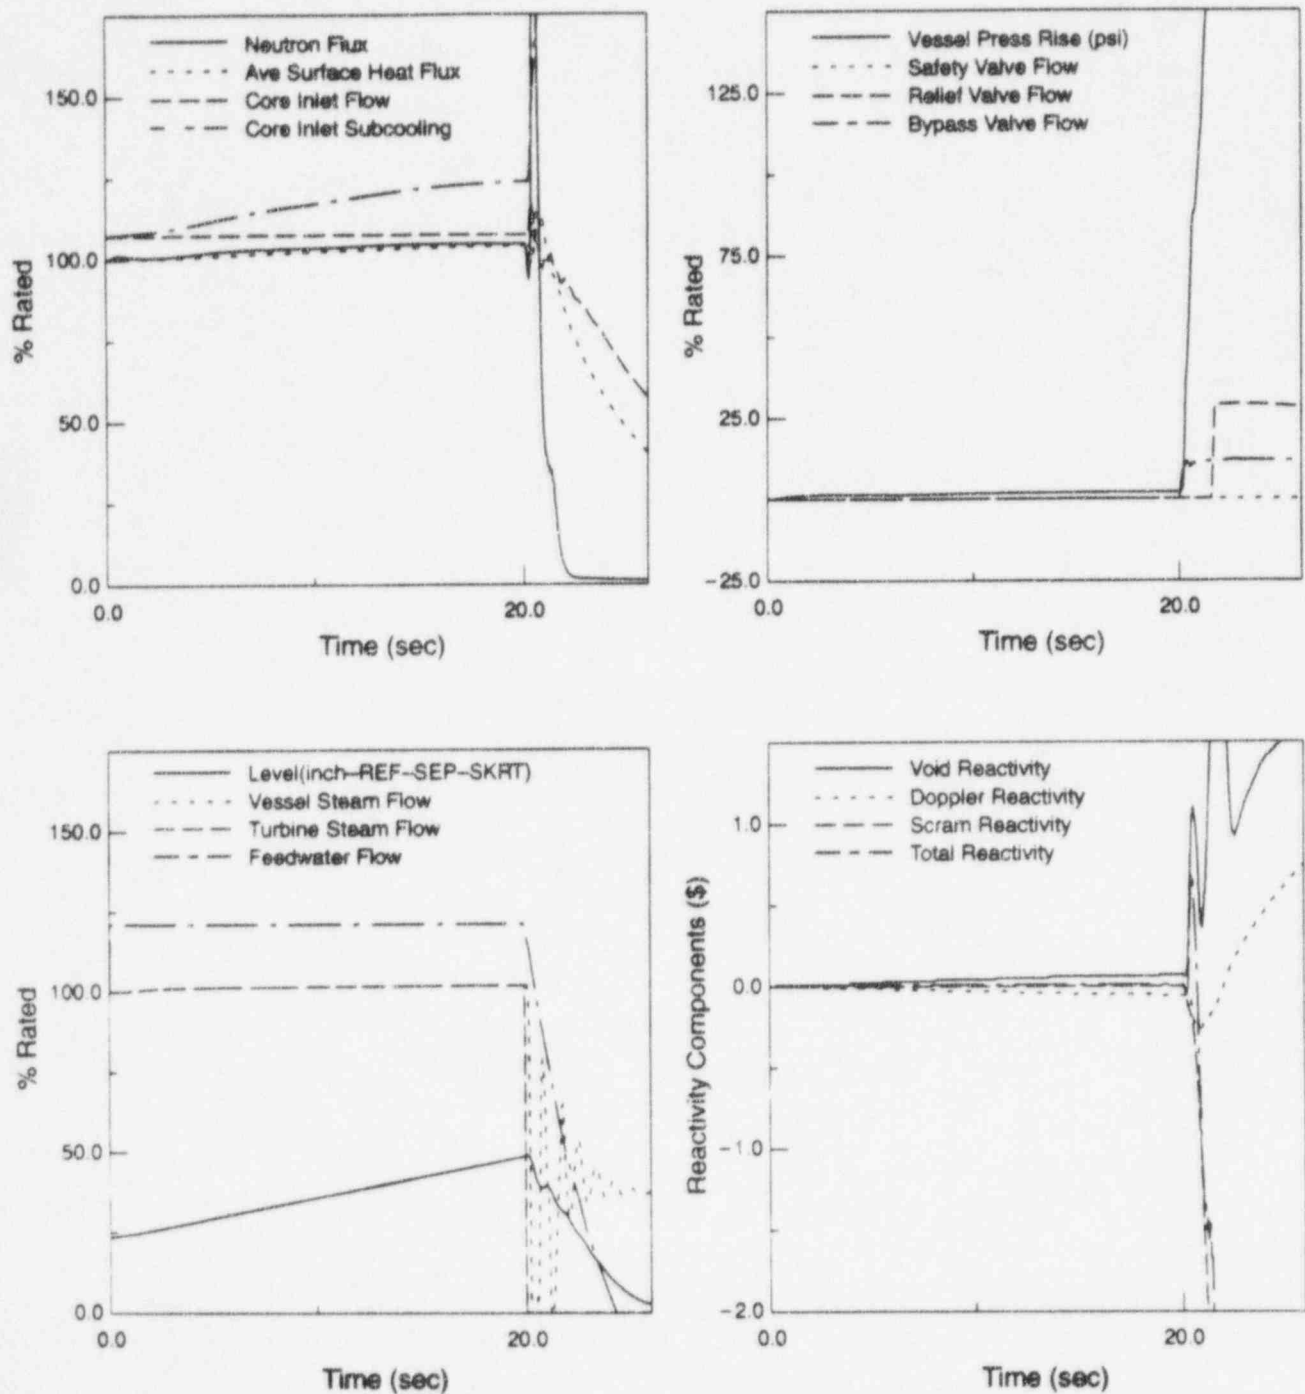 Neutron Flux
Ave Surface Heat Flux
Core Inlet Flow
Core Inlet Subcooling
150.0
100.0
50.0
0.0
% Rated
0.0
20.0
Time (sec)
Vessel Press Rise (psi)
Safety Valve Flow
Relief Valve Flow
Bypass Valve Flow
125.0
75.0
25.0
-25.0
% Rated
0.0
20.0
Time (sec)
Level(inch-REF-SEP-SKRT)
Vessel Steam Flow
Turbine Steam Flow
Feedwater Flow
150.0
100.0
50.0
0.0
% Rated
0.0
20.0
Time (sec)
Void Reactivity
Doppler Reactivity
Scram Reactivity
Total Reactivity
1.0
0.0
-1.0
-2.0
Reactivity Components ($)
0.0
20.0
Time (sec)